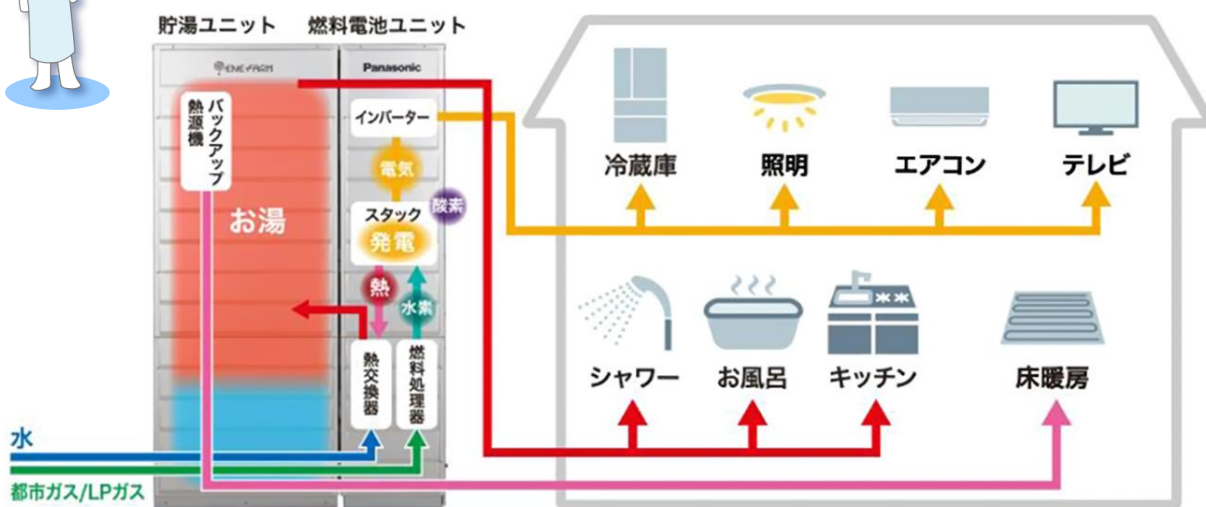 貯湯ユニット
燃料電池ユニット
ENE・FARM
Panasonic
バックアップ
熱源機
インバーター
電気
スタック
酸素
発電
お湯
熱
水素
熱交換器
燃料処理器
水
都市ガス/LPガス
冷蔵庫
照明
エアコン
テレビ
シャワー
お風呂
キッチン
床暖房